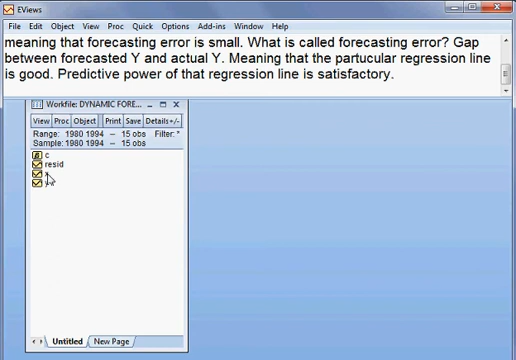 EViews
File Edit Object View Proc Quick Options Add-ins Window Help
meaning that forecasting error is small. What is called forecasting error? Gap
between forecasted Y and actual Y. Meaning that the partucular regression line
is good. Predictive power of that regression line is satisfactory.
Workfile: DYNAMIC FORE...
View Proc Object Print Save Details+/-
Range: 1980 1994 -- 15 obs Filter: *
Sample: 1980 1994 -- 15 obs
c
resid
x
y
Untitled New Page